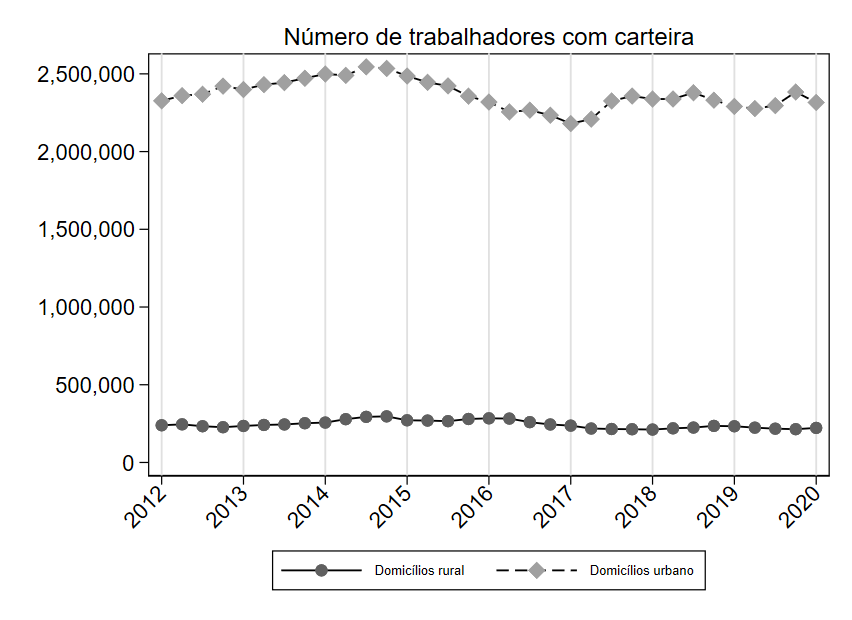 Número de trabalhadores com carteira
2,500,000
2,000,000
1,500,000
1,000,000
500,000
0
2012 2013 2014 2015 2016 2017 2018 2019 2020
Domicílios rural Domicílios urbano